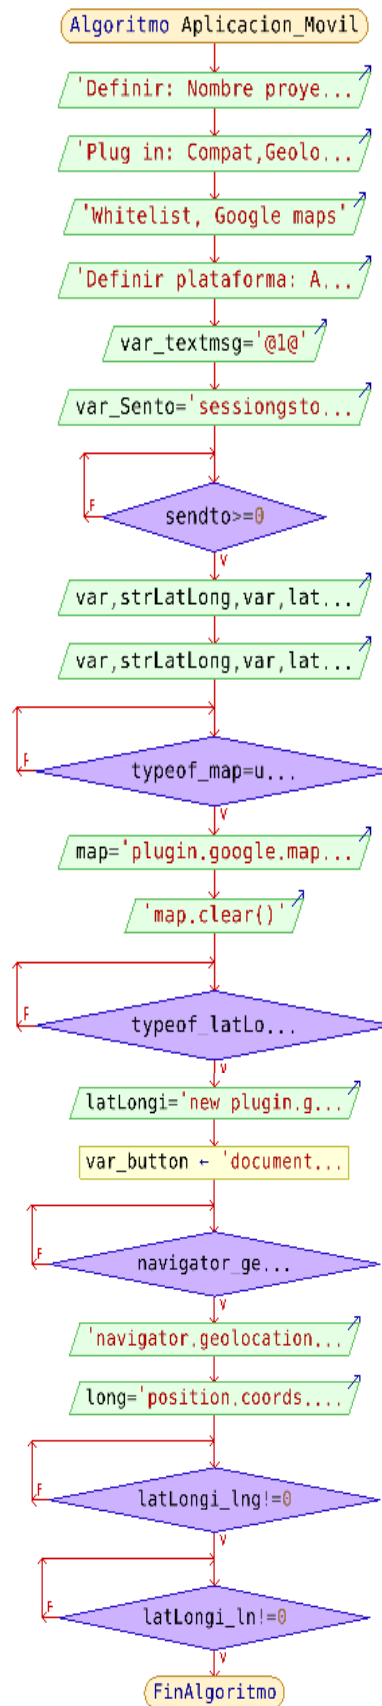 Algoritmo Aplicacion_Movil
'Definir: Nombre proye...
'Plug in: Compat,Geolo...
'Whitelist, Google maps'
'Definir plataforma: A...
var_textmsg='@1@'
var_Sento='sessiongsto...
sendto>=0
F
V
var,strLatLong,var,lat...
var,strLatLong,var,lat...
typeof_map=u...
F
V
map='plugin.google.map...
'map.clear()'
typeof_latLo...
F
V
latLongi='new plugin.g...
var_button ← 'document...
navigator_ge...
F
V
'navigator.geolocation...
long='position.coords....
latLongi_lng!=0
F
V
latLongi_ln!=0
F
V
FinAlgoritmo